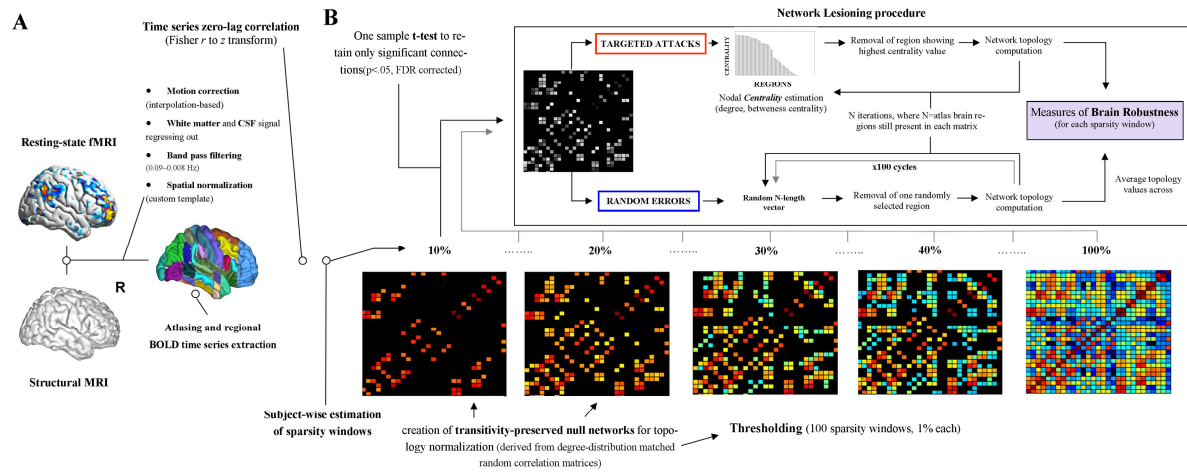 A
Time series zero-lag correlation
(Fisher r to z transform)
● Motion correction
(interpolation-based)
● White matter and CSF signal
regressing out
● Band pass filtering
(0.09–0.008 Hz)
● Spatial normalization
(custom template)
Resting-state fMRI
R
Atlasing and regional
BOLD time series extraction
Structural MRI
B
Network Lesioning procedure
One sample t-test to re-
tain only significant connec-
tions(p<.05, FDR corrected)
TARGETED ATTACKS
CENTRALITY
REGIONS
Nodal Centrality estimation
(degree, betweness centrality)
Removal of region showing
highest centrality value
Network topology
computation
N iterations, where N=atlas brain re-
gions still present in each matrix
Measures of Brain Robustness
(for each sparsity window)
x100 cycles
RANDOM ERRORS
Random N-length
vector
Removal of one randomly
selected region
Network topology
computation
Average topology
values across
10%
........
20%
........
30%
........
40%
........
100%
Subject-wise estimation
of sparsity windows
creation of transitivity-preserved null networks for topo-
logy normalization (derived from degree-distribution matched
random correlation matrices)
Thresholding (100 sparsity windows, 1% each)